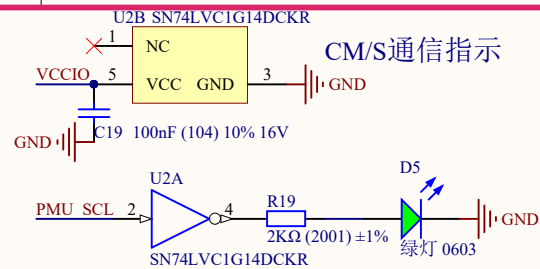 U2B SN74LVC1G14DCKR
1
NC
CM/S通信指示
VCCIO
5
VCC GND
3
GND
C19 100nF (104) 10% 16V
GND
U2A
D5
PMU_SCL
2
4
R19
GND
2KΩ (2001) ±1%
绿灯 0603
SN74LVC1G14DCKR